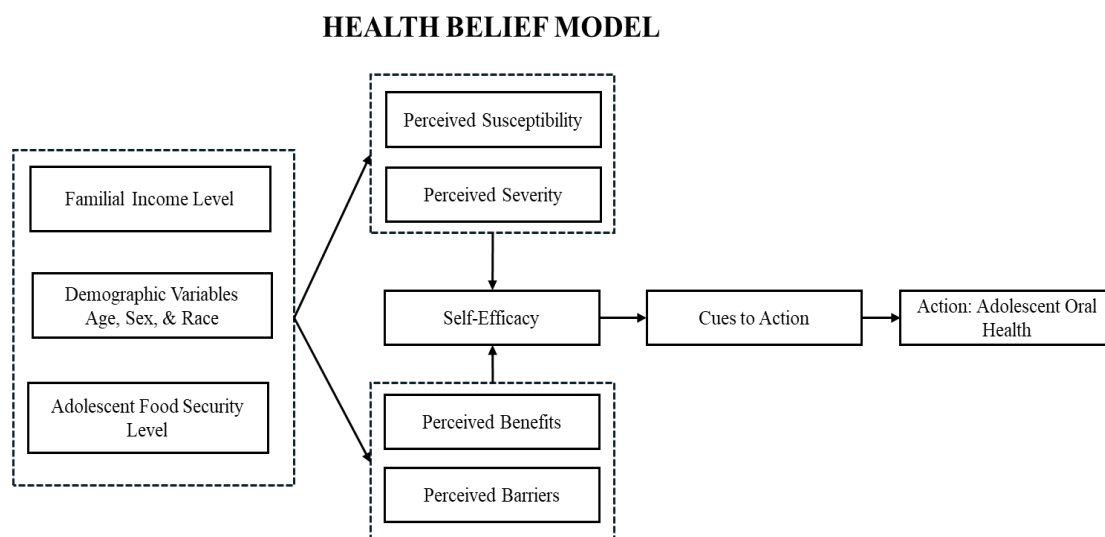 HEALTH BELIEF MODEL
Familial Income Level
Demographic Variables
Age, Sex, & Race
Adolescent Food Security
Level
Perceived Susceptibility
Perceived Severity
Self-Efficacy
Perceived Benefits
Perceived Barriers
Cues to Action
Action: Adolescent Oral
Health